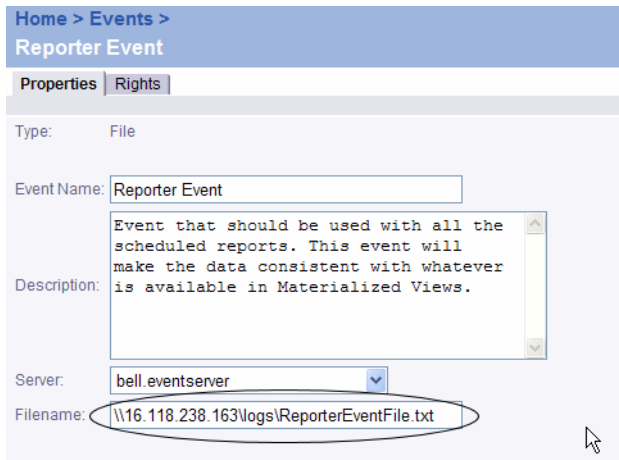 Home > Events >
Reporter Event
Properties Rights
Type: File
Event Name: Reporter Event
Description: Event that should be used with all the
scheduled reports. This event will
make the data consistent with whatever
is available in Materialized Views.
Server: bell.eventserver
Filename: \\16.118.238.163\logs\ReporterEventFile.txt